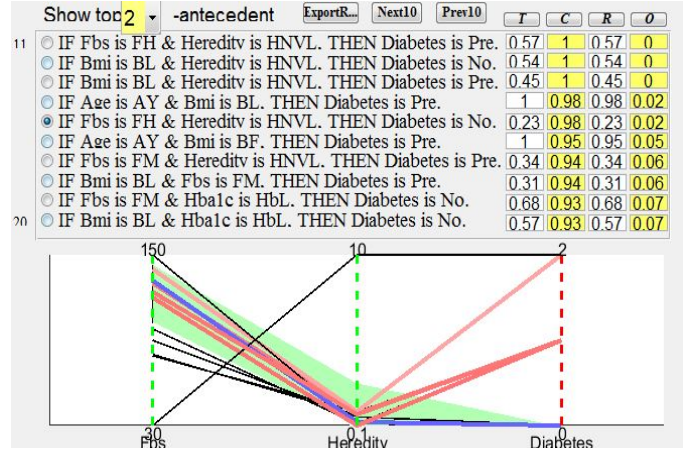 Show top 2 -antecedent ExportR... Next10 Prev10 T C R O
11 IF Fbs is FH & Heredity is HNVL. THEN Diabetes is Pre. 0.57 1 0.57 0
IF Bmi is BL & Heredity is HNVL. THEN Diabetes is No. 0.54 1 0.54 0
IF Bmi is BL & Heredity is HNVL. THEN Diabetes is Pre. 0.45 1 0.45 0
IF Age is AY & Bmi is BL. THEN Diabetes is Pre. 1 0.98 0.98 0.02
IF Fbs is FH & Heredity is HNVL. THEN Diabetes is No. 0.23 0.98 0.23 0.02
IF Age is AY & Bmi is BF. THEN Diabetes is Pre. 1 0.95 0.95 0.05
IF Fbs is FM & Heredity is HNVL. THEN Diabetes is Pre. 0.34 0.94 0.34 0.06
IF Bmi is BL & Fbs is FM. THEN Diabetes is Pre. 0.31 0.94 0.31 0.06
IF Fbs is FM & Hba1c is HbL. THEN Diabetes is No. 0.68 0.93 0.68 0.07
20 IF Bmi is BL & Hba1c is HbL. THEN Diabetes is No. 0.57 0.93 0.57 0.07
150 10 2
30 0.1 0
Fbs Heredity Diabetes